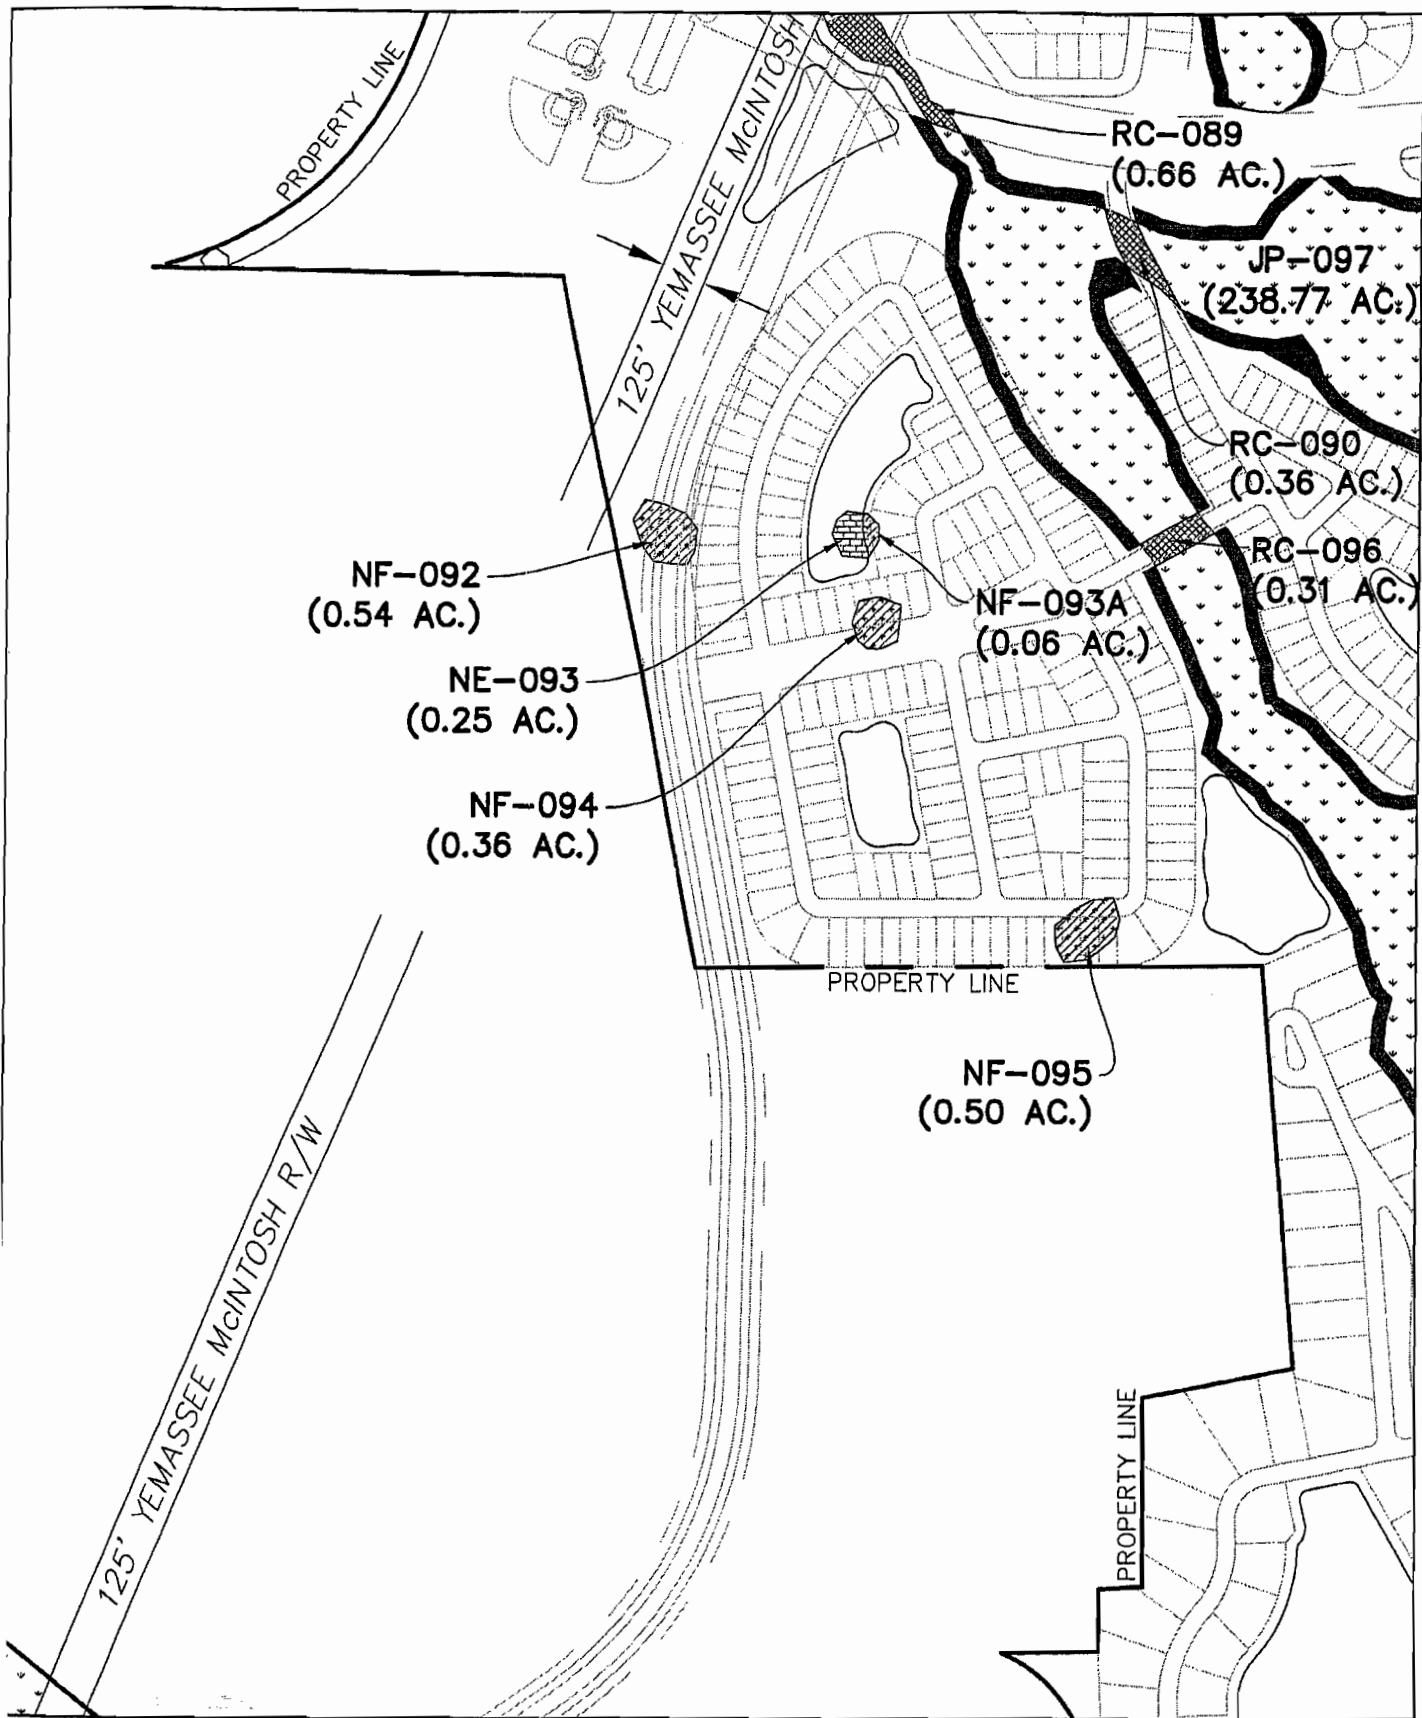 PROPERTY LINE
125' YEMASSEE McINTOSH
RC-089
(0.66 AC.)
JP-097
(238.77 AC.)
RC-090
(0.36 AC.)
RC-096
(0.31 AC.)
NF-092
(0.54 AC.)
NF-093A
(0.06 AC.)
NE-093
(0.25 AC.)
NF-094
(0.36 AC.)
PROPERTY LINE
NF-095
(0.50 AC.)
125' YEMASSEE McINTOSH R/W
PROPERTY LINE